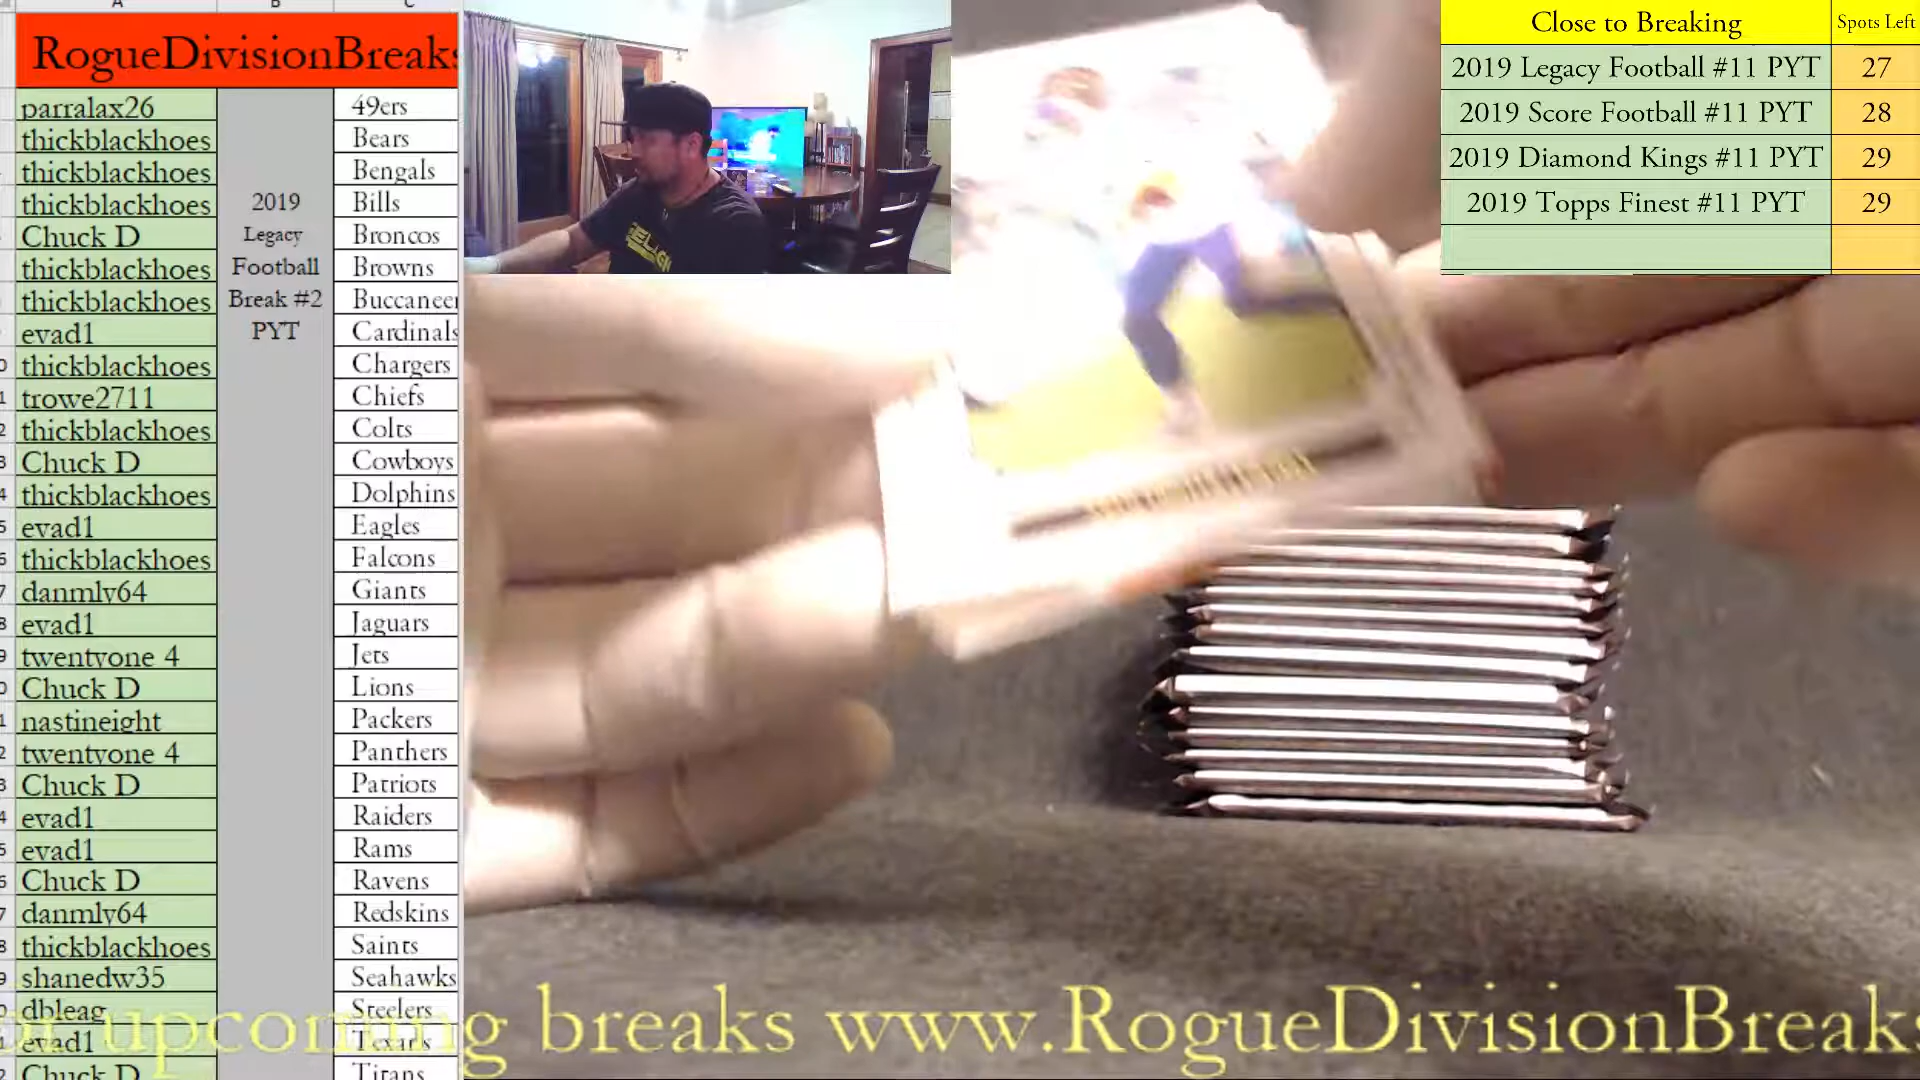 A B C
RogueDivisionBreaks
parralax26 49ers
thickblackhoes Bears
thickblackhoes Bengals
thickblackhoes 2019 Bills
Chuck D Legacy Broncos
thickblackhoes Football Browns
thickblackhoes Break #2 Buccaneer
evad1 PYT Cardinals
thickblackhoes Chargers
trowe2711 Chiefs
thickblackhoes Colts
Chuck D Cowboys
thickblackhoes Dolphins
evad1 Eagles
thickblackhoes Falcons
danmly64 Giants
evad1 Jaguars
twentyone 4 Jets
Chuck D Lions
nastineight Packers
twentyone 4 Panthers
Chuck D Patriots
evad1 Raiders
evad1 Rams
Chuck D Ravens
danmly64 Redskins
thickblackhoes Saints
shanedw35 Seahawks
dbleag Steelers
evad1 Texans
Chuck D Titans
Close to Breaking Spots Left
2019 Legacy Football #11 PYT 27
2019 Score Football #11 PYT 28
2019 Diamond Kings #11 PYT 29
2019 Topps Finest #11 PYT 29
upcoming breaks www.RogueDivisionBreaks